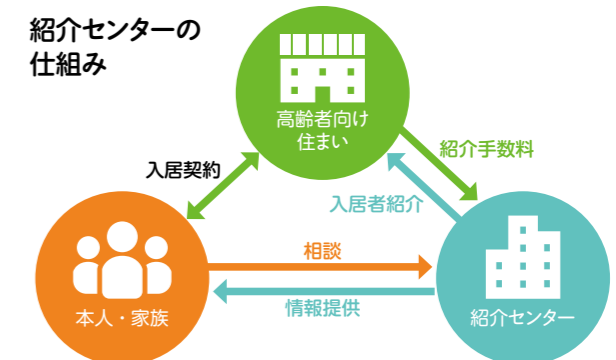 紹介センターの
仕組み
高齢者向け
住まい
紹介手数料
入居契約
入居者紹介
相談
本人・家族
情報提供
紹介センター